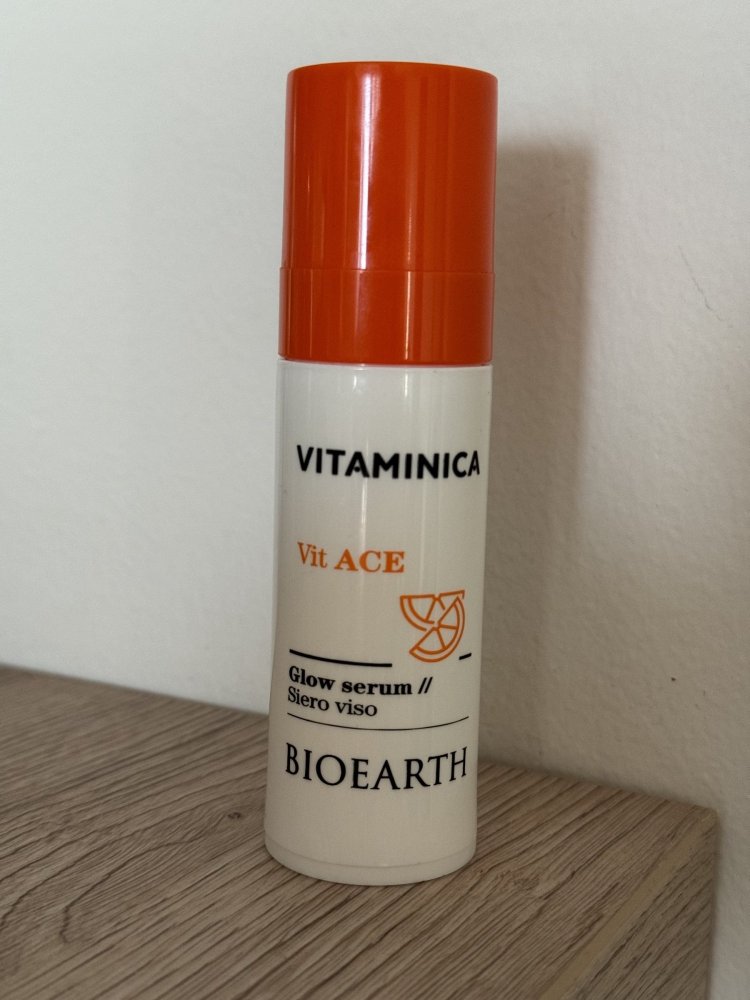 VITAMINICA
Vit ACE
Glow serum //
Siero viso
BIOEARTH